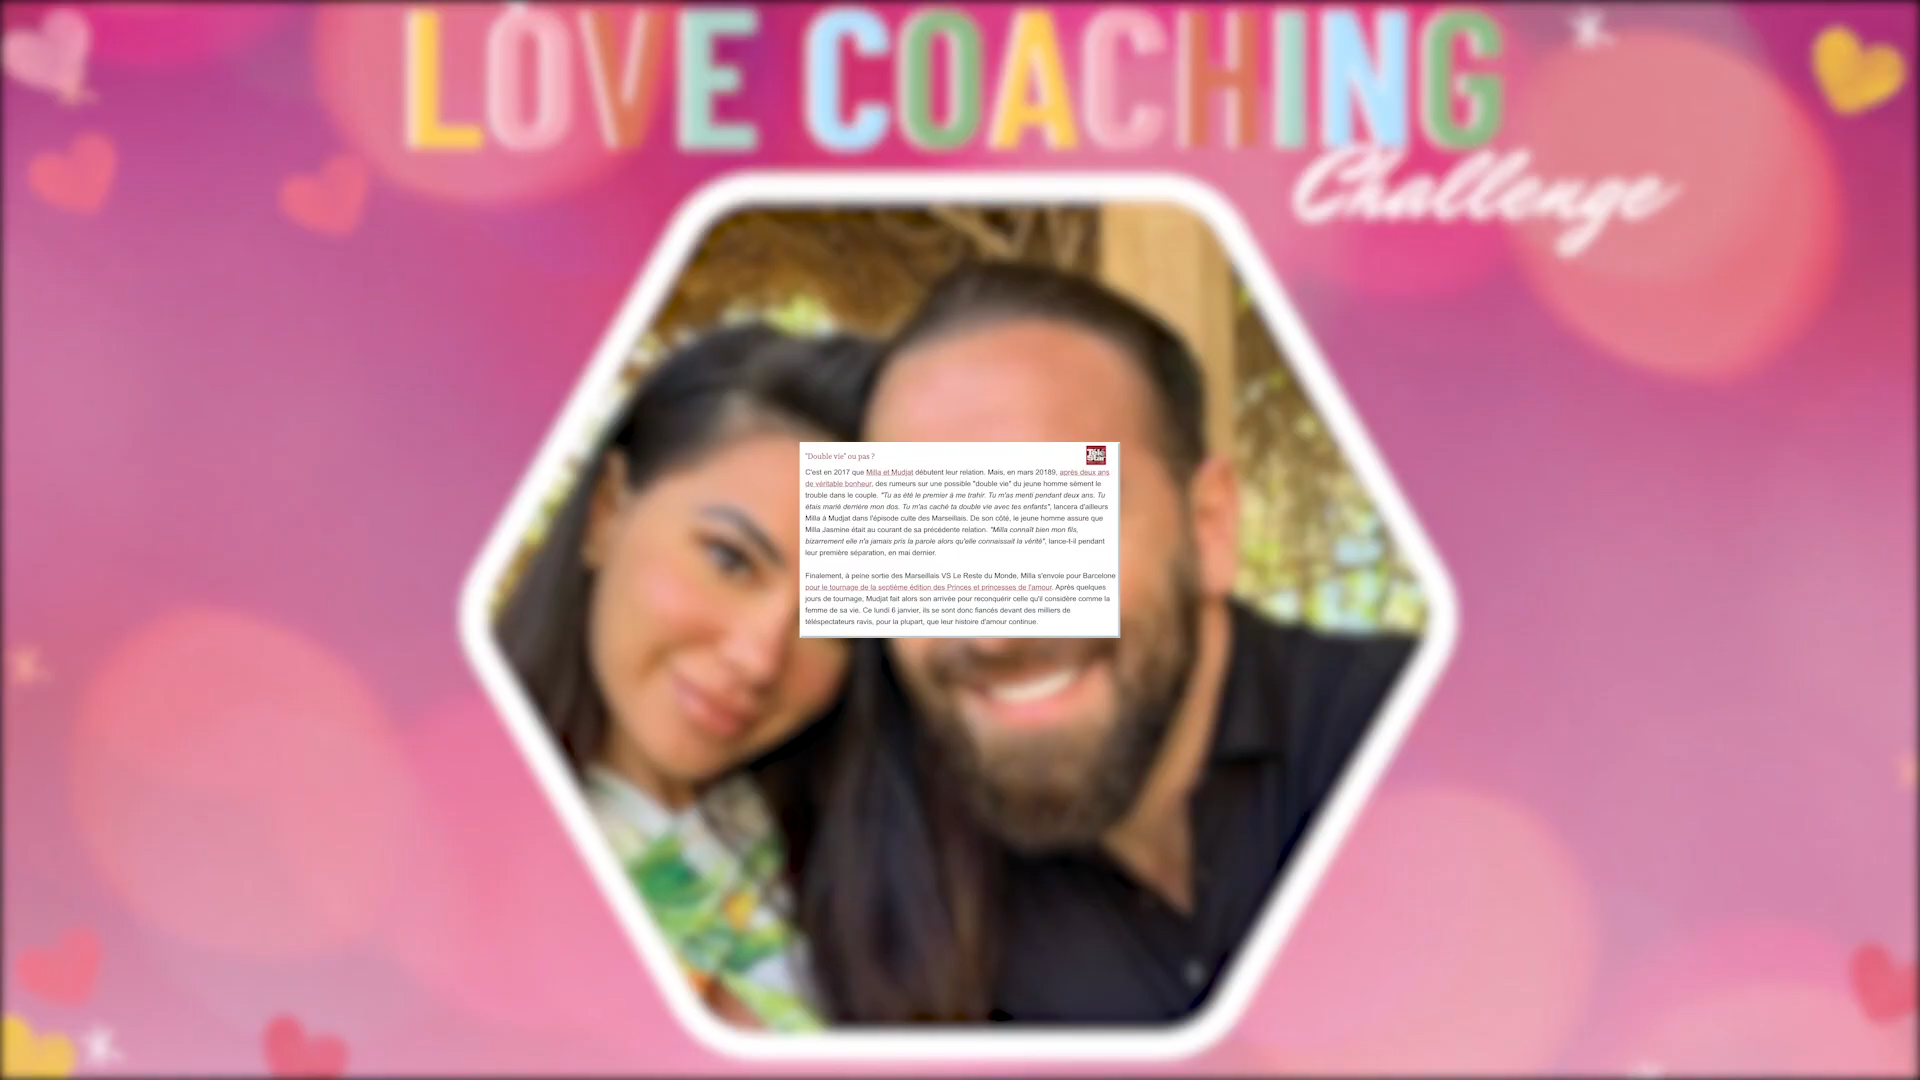 LOVE COACHING
Challenge
"Double vie" ou pas ?
Télé
Star
C'est en 2017 que Milla et Mudjat débutent leur relation. Mais, en mars 20189, après deux ans
de véritable bonheur, des rumeurs sur une possible "double vie" du jeune homme sèment le
trouble dans le couple. "Tu as été le premier à me trahir. Tu m'as menti pendant deux ans. Tu
étais marié derrière mon dos. Tu m'as caché ta double vie avec tes enfants", lancera d'ailleurs
Milla à Mudjat dans l'épisode culte des Marseillais. De son côté, le jeune homme assure que
Milla Jasmine était au courant de sa précédente relation. "Milla connaît bien mon fils,
bizarrement elle n'a jamais pris la parole alors qu'elle connaissait la vérité", lance-t-il pendant
leur première séparation, en mai dernier.
Finalement, à peine sortie des Marseillais VS Le Reste du Monde, Milla s'envole pour Barcelone
pour le tournage de la septième édition des Princes et princesses de l'amour. Après quelques
jours de tournage, Mudjat fait alors son arrivée pour reconquérir celle qu'il considère comme la
femme de sa vie. Ce lundi 6 janvier, ils se sont donc fiancés devant des milliers de
téléspectateurs ravis, pour la plupart, que leur histoire d'amour continue.